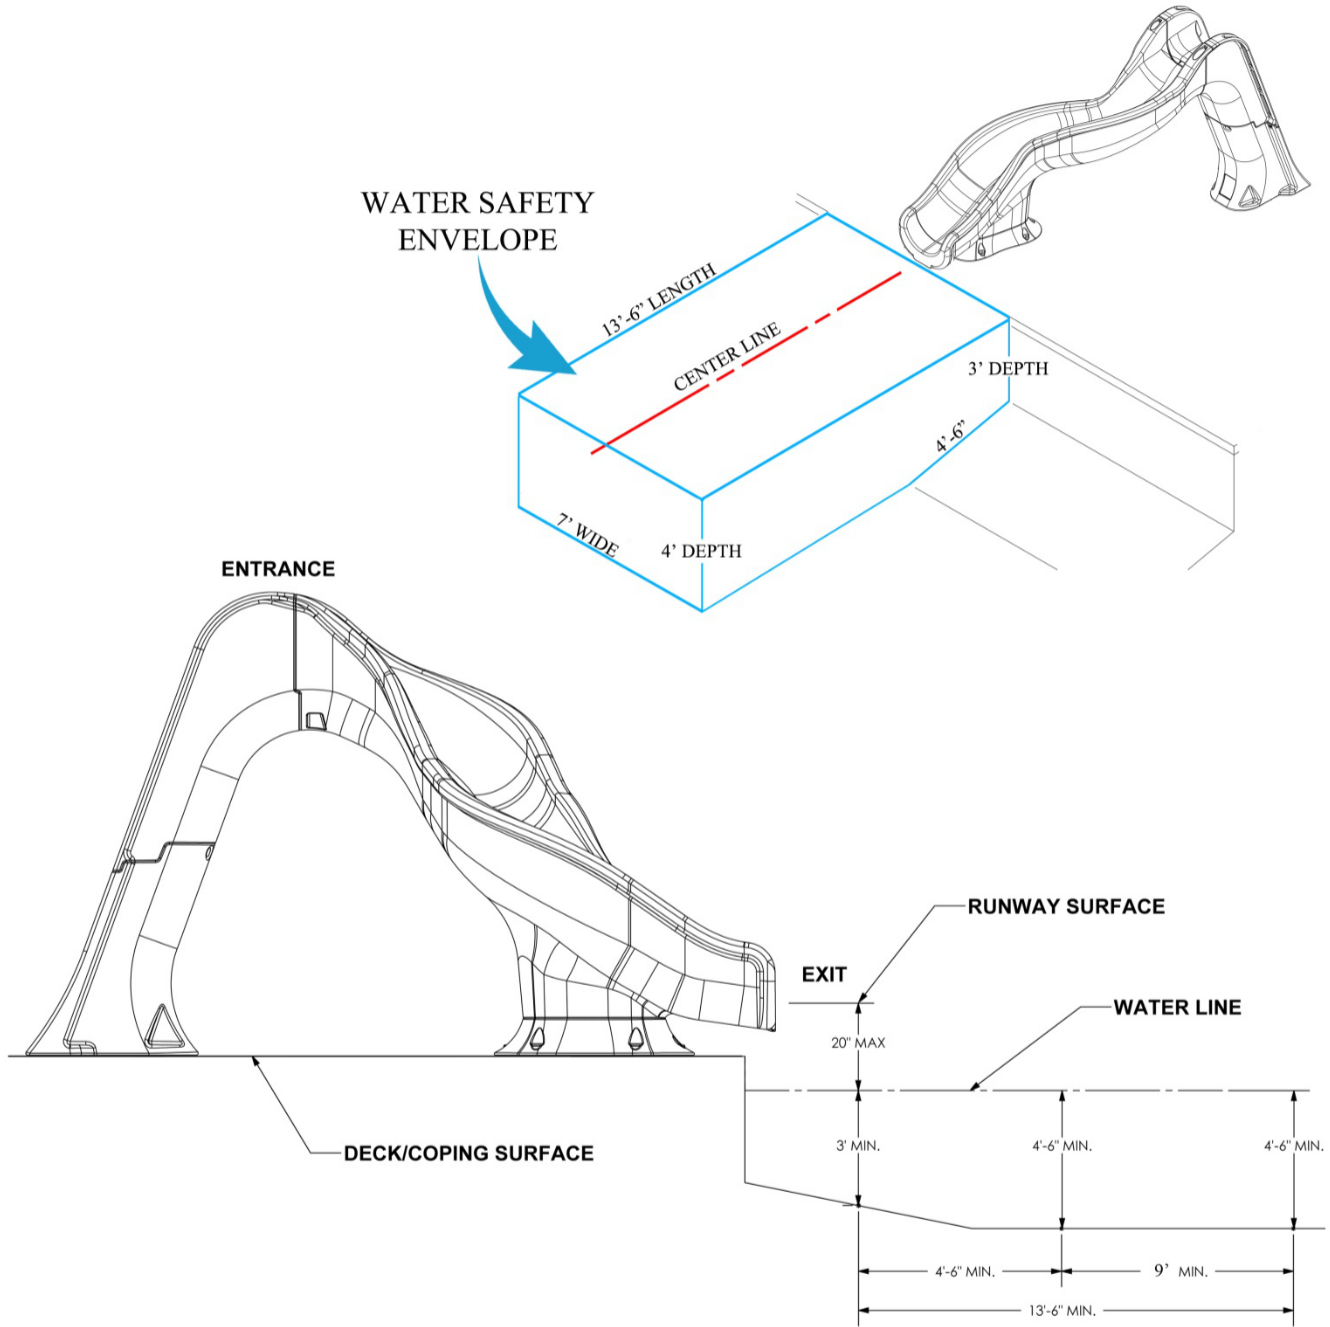 WATER SAFETY
ENVELOPE
13'-6” LENGTH
CENTER LINE
3' DEPTH
4'-6”
7' WIDE
4' DEPTH
ENTRANCE
RUNWAY SURFACE
EXIT
WATER LINE
20" MAX
DECK/COPING SURFACE
3' MIN.
4'-6" MIN.
4'-6" MIN.
4'-6" MIN.
9’ MIN.
13'-6" MIN.